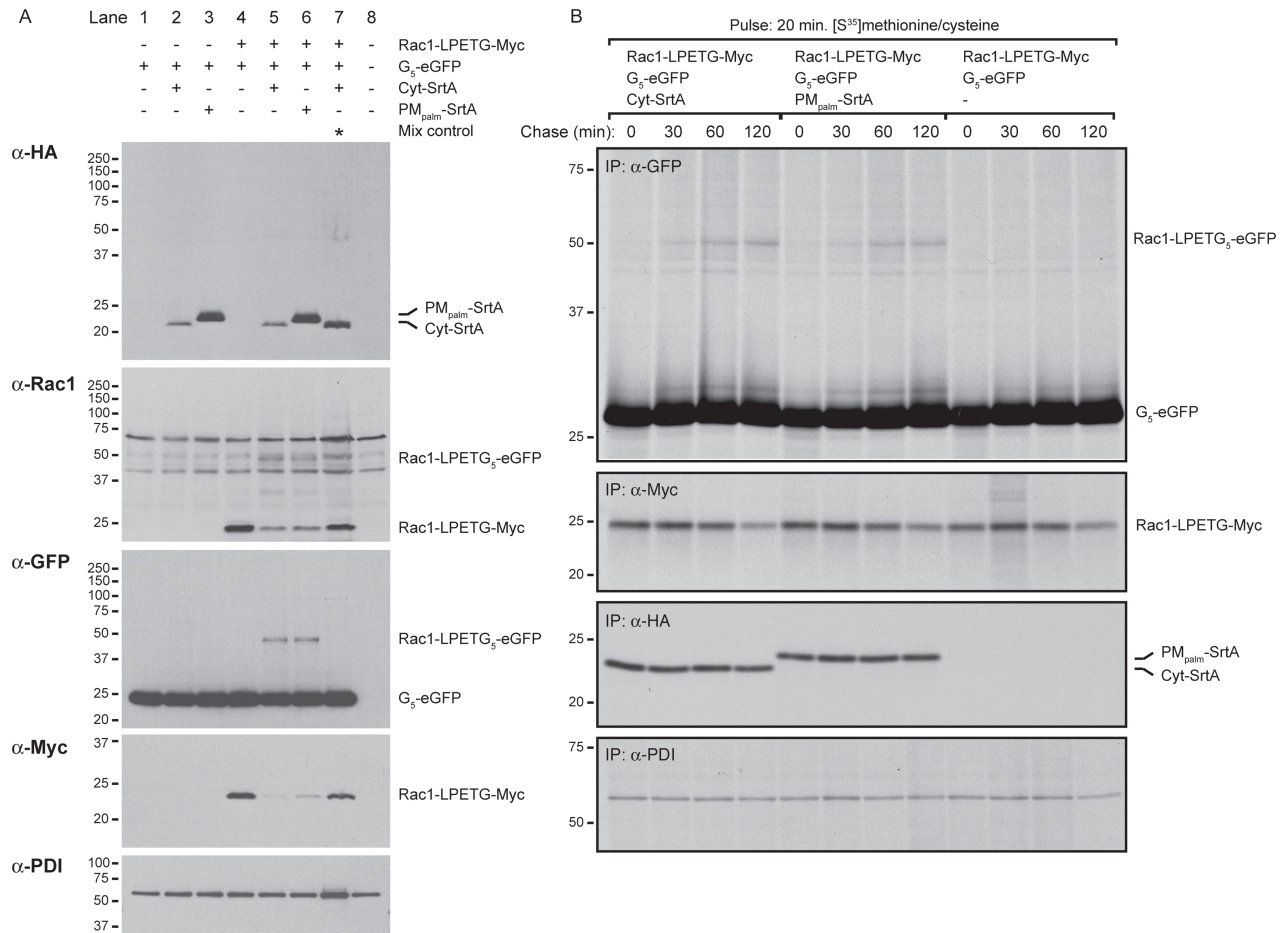 A
Lane 1 2 3 4 5 6 7 8
- - - + + + + - Rac1-LPETG-Myc
+ + + + + + + - G5-eGFP
- + - - + - + - Cyt-SrtA
- - + - - + - - PMpalm-SrtA
* Mix control
α-HA
250
150
100
75
50
37
25
20
PMpalm-SrtA
Cyt-SrtA
α-Rac1
250
150
100
75
50
37
25
Rac1-LPETG5-eGFP
Rac1-LPETG-Myc
α-GFP
250
150
100
75
50
37
25
20
Rac1-LPETG5-eGFP
G5-eGFP
α-Myc
37
25
20
Rac1-LPETG-Myc
α-PDI
100
75
50
37
B
Pulse: 20 min. [S35]methionine/cysteine
Rac1-LPETG-Myc Rac1-LPETG-Myc Rac1-LPETG-Myc
G5-eGFP G5-eGFP G5-eGFP
Cyt-SrtA PMpalm-SrtA -
Chase (min): 0 30 60 120 0 30 60 120 0 30 60 120
IP: α-GFP
75
50
37
25
Rac1-LPETG5-eGFP
G5-eGFP
IP: α-Myc
25
20
Rac1-LPETG-Myc
IP: α-HA
25
20
PMpalm-SrtA
Cyt-SrtA
IP: α-PDI
75
50